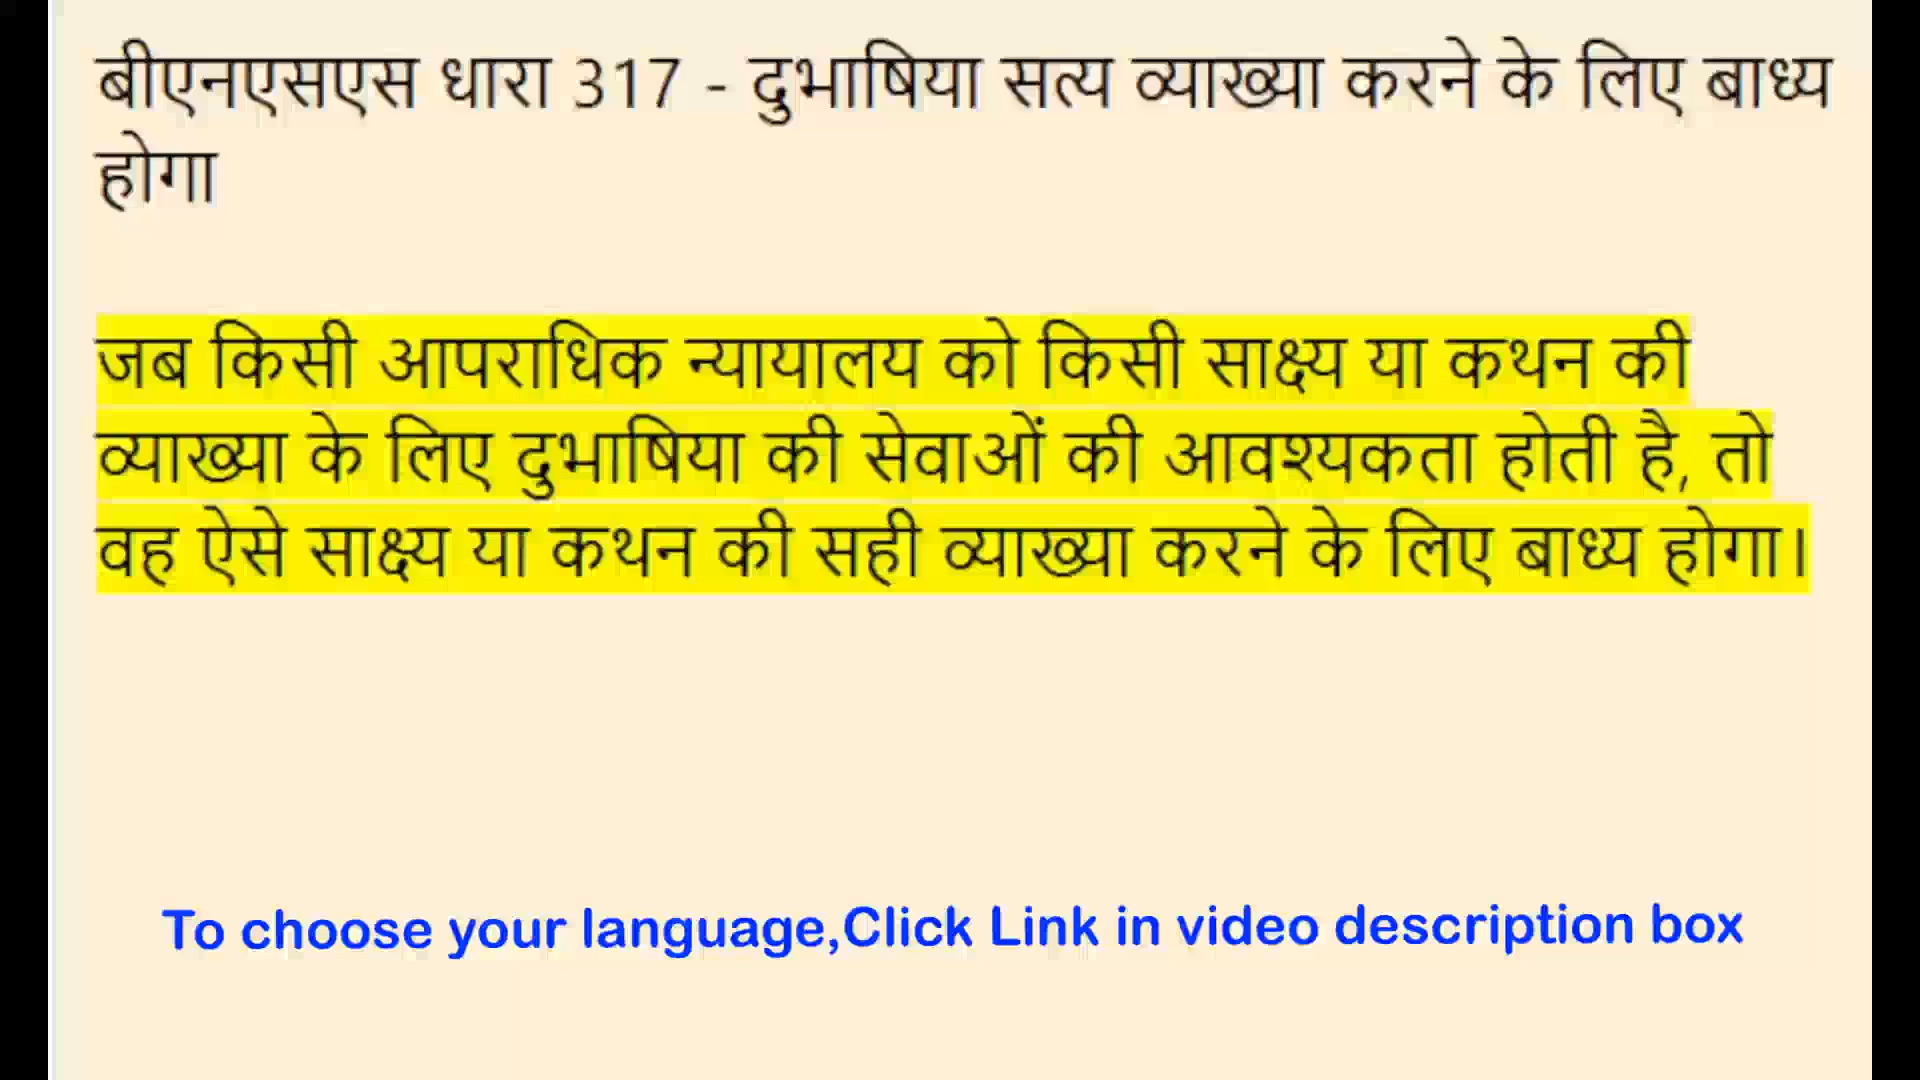 बीएनएसएस धारा 317 - दुभाषिया सत्य व्याख्या करने के लिए बाध्य
होगा
जब किसी आपराधिक न्यायालय को किसी साक्ष्य या कथन की
व्याख्या के लिए दुभाषिया की सेवाओं की आवश्यकता होती है, तो
वह ऐसे साक्ष्य या कथन की सही व्याख्या करने के लिए बाध्य होगा।
To choose your language,Click Link in video description box